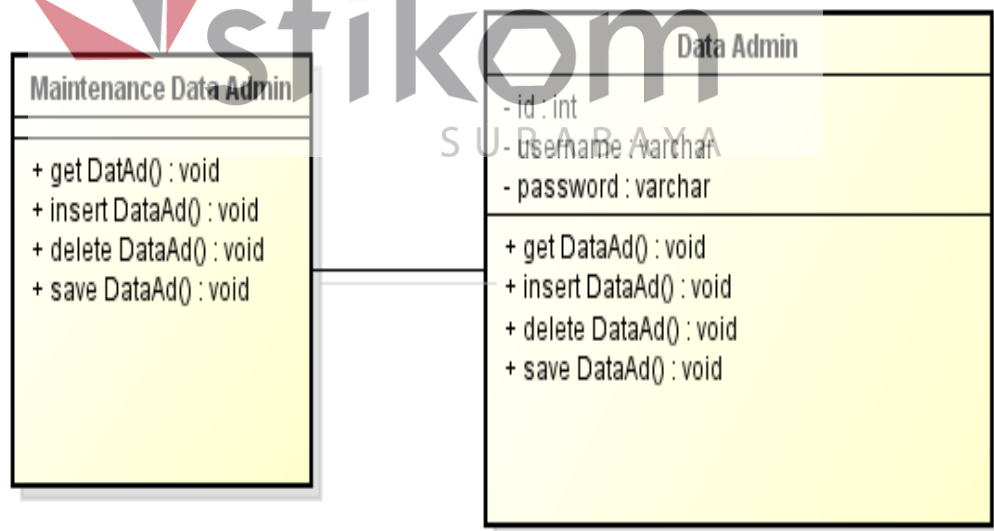 stikom
SURABAYA
Maintenance Data Admin
+ get DatAd() : void
+ insert DataAd() : void
+ delete DataAd() : void
+ save DataAd() : void
Data Admin
- id : int
- username : varchar
- password : varchar
+ get DataAd() : void
+ insert DataAd() : void
+ delete DataAd() : void
+ save DataAd() : void